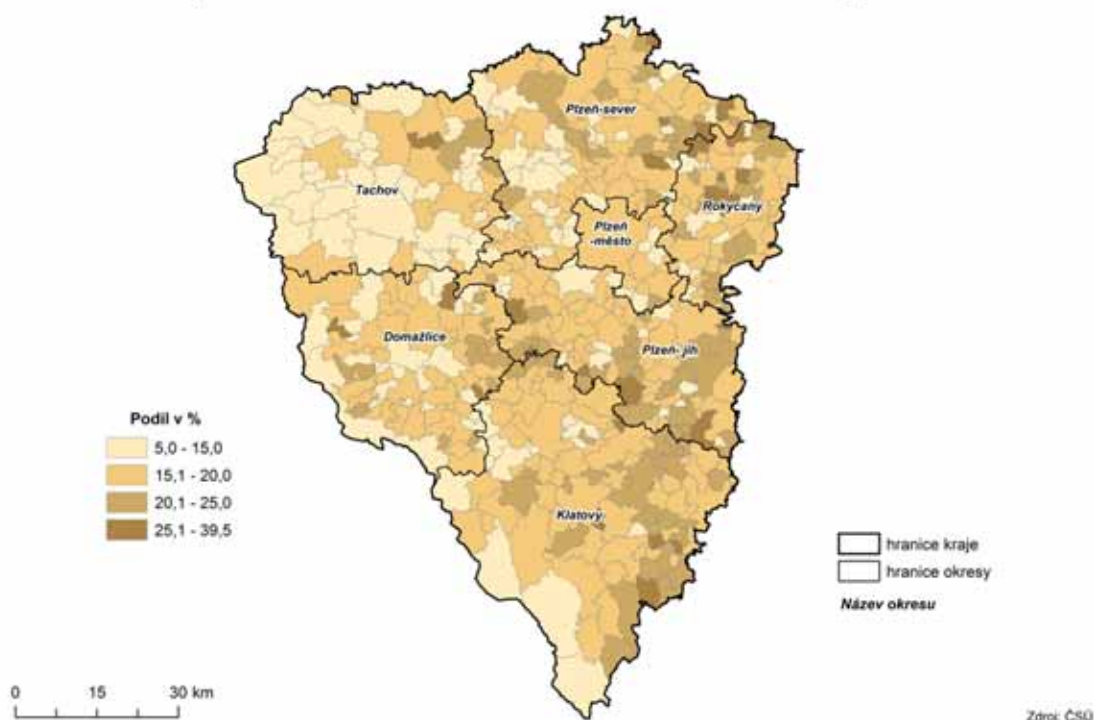 Plzeň-sever
Tachov
Rokycany
Plzeň
-město
Domažlice
Plzeň- jih
Klatovy
Podíl v %
5,0 - 15,0
15,1 - 20,0
20,1 - 25,0
25,1 - 39,5
hranice kraje
hranice okresy
Název okresu
0 15 30 km
Zdroj: ČSÚ